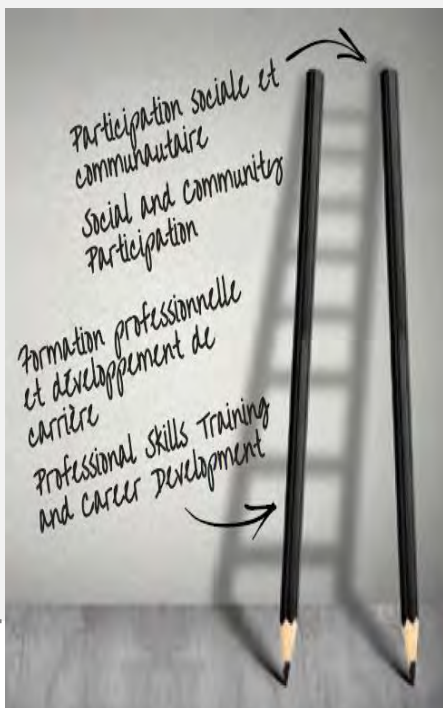 Participation sociale et
communautaire
Social and Community
Participation
Formation professionnelle
et développement de
carrière
Professional Skills Training
and Career Development